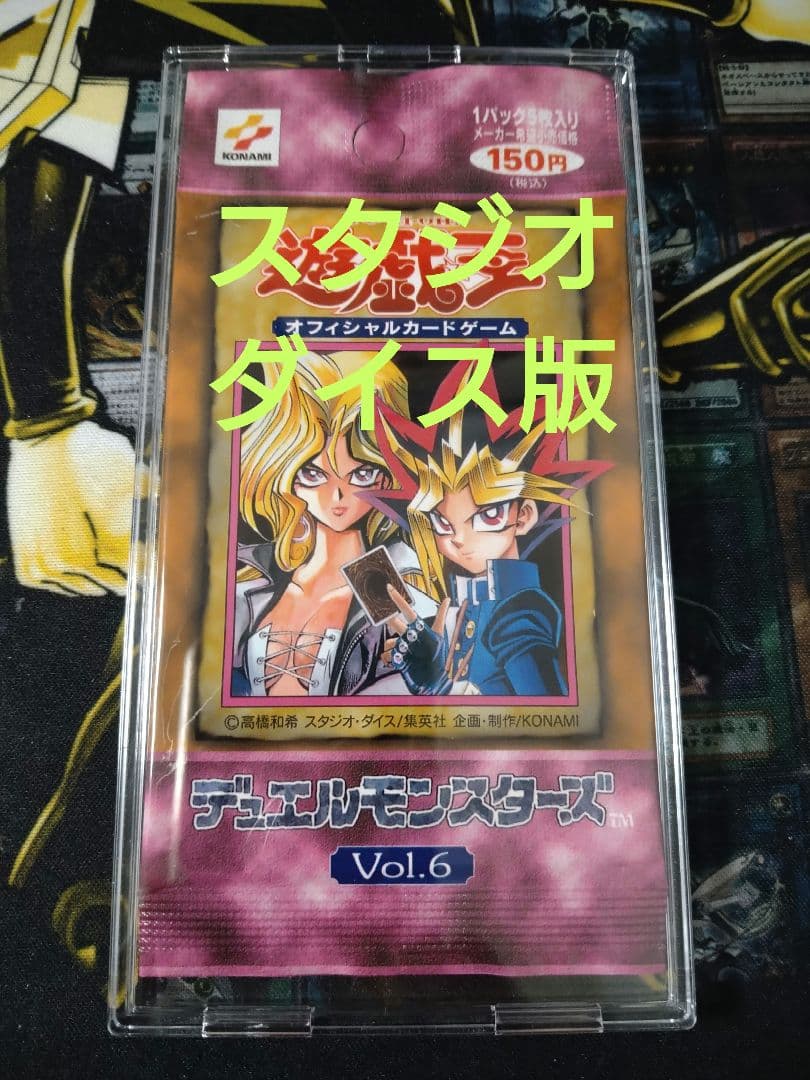 KONAMI
1パック5枚入り
メーカー希望小売価格
150円
(税込)
スタジオ
遊戯王
オフィシャルカードゲーム
ダイス版
©高橋和希 スタジオ・ダイス/集英社 企画・制作/KONAMI
デュエルモンスターズ™
Vol.6